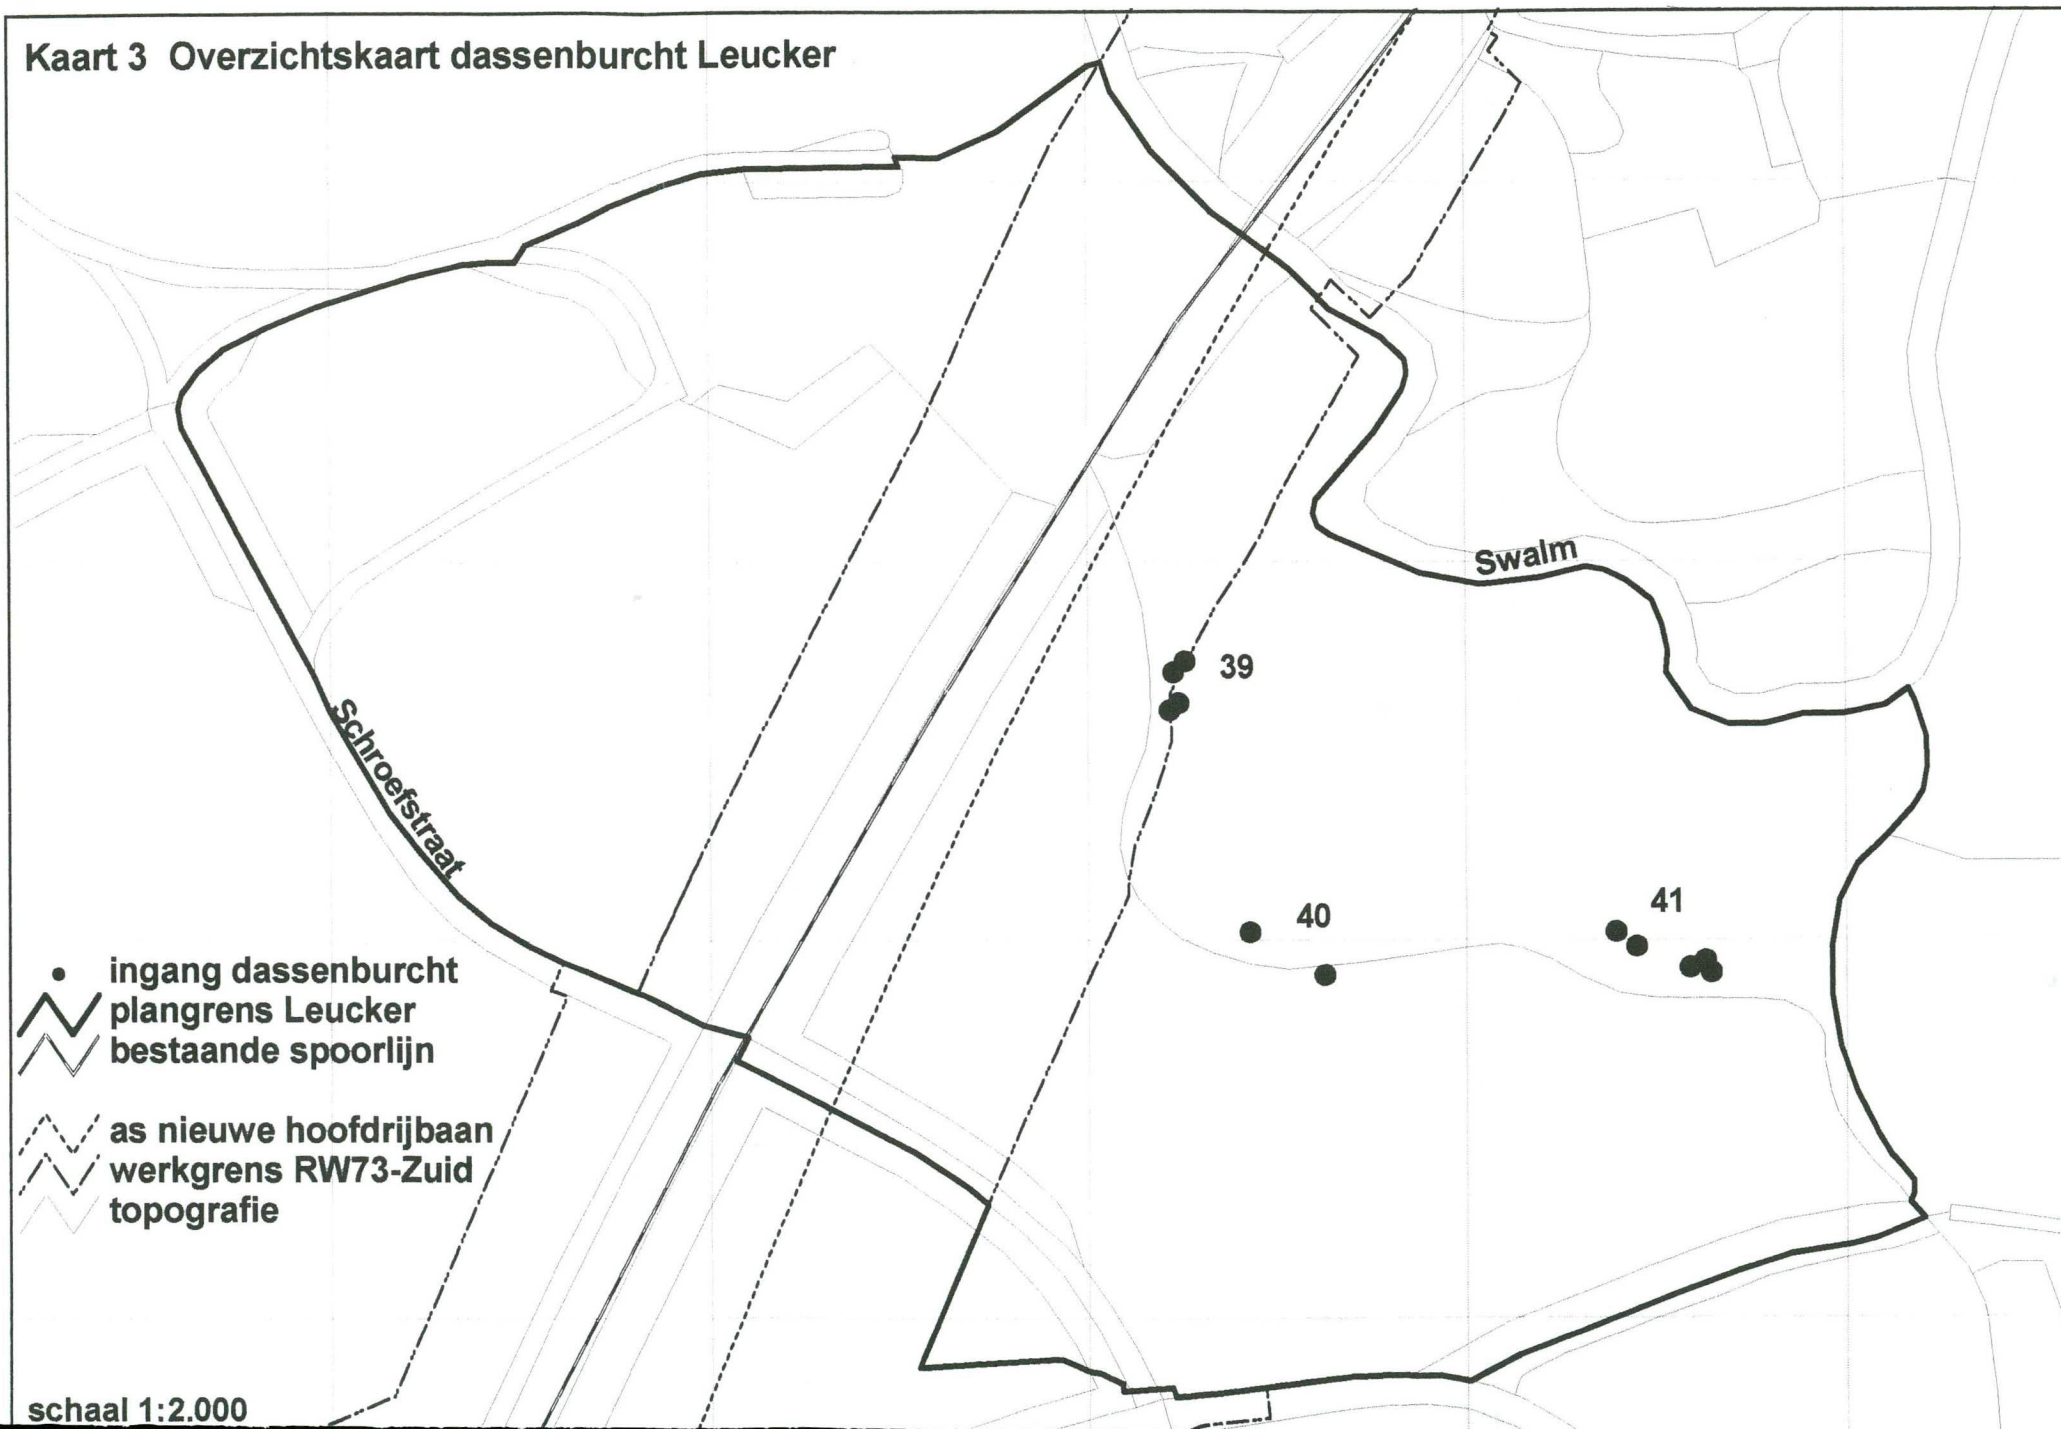 Kaart 3 Overzichtskaart dassenburcht Leucker
Swalm
39
Schroefstraat
40
41
ingang dassenburcht
plangrens Leucker
bestaande spoorlijn
as nieuwe hoofdrijbaan
werkgrens RW73-Zuid
topografie
schaal 1:2.000